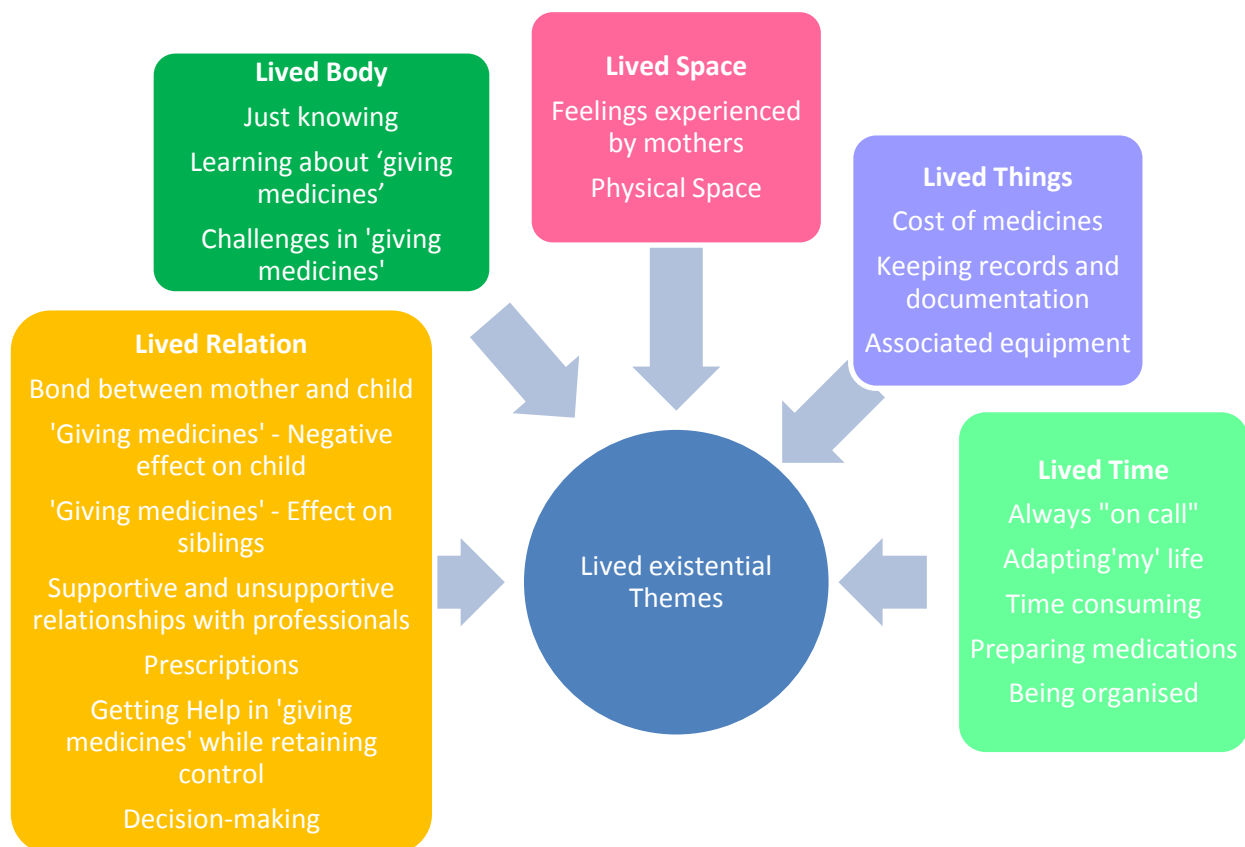 Lived Body
Just knowing
Learning about ‘giving
medicines’
Challenges in 'giving
medicines'
Lived Space
Feelings experienced
by mothers
Physical Space
Lived Things
Cost of medicines
Keeping records and
documentation
Associated equipment
Lived Relation
Bond between mother and child
'Giving medicines' - Negative
effect on child
'Giving medicines' - Effect on
siblings
Supportive and unsupportive
relationships with professionals
Prescriptions
Getting Help in 'giving
medicines' while retaining
control
Decision-making
Lived existential
Themes
Lived Time
Always "on call"
Adapting'my' life
Time consuming
Preparing medications
Being organised